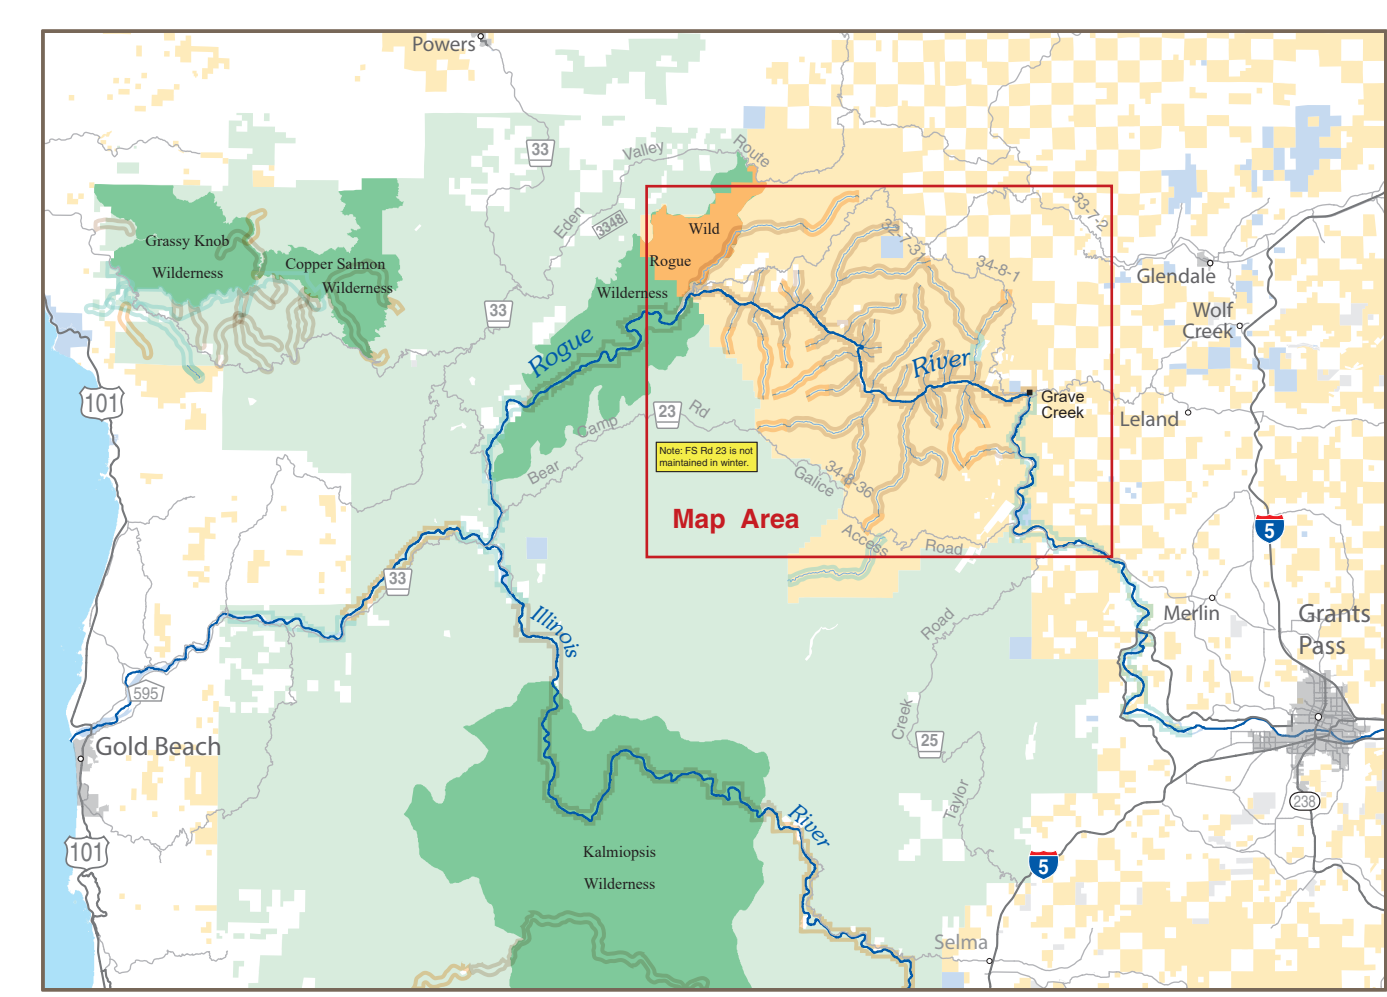 Powers
33
Valley
Route
Eden
3348
33-7-2
Grassy Knob
Wilderness
Copper Salmon
Wilderness
Wild
Rogue
Wilderness
32-7-31
34-8-1
Glendale
Wolf
Creek
33
Rogue
River
101
Grave
Creek
Leland
23
Rd
Camp
Bear
Note: FS Rd 23 is not
maintained in winter.
34-8-36
Galice
Map Area
Access
Road
5
33
Illinois
Merlin
Grants
Pass
Road
595
Gold Beach
Creek
25
Taylor
238
River
101
Kalmiopsis
Wilderness
5
Selma